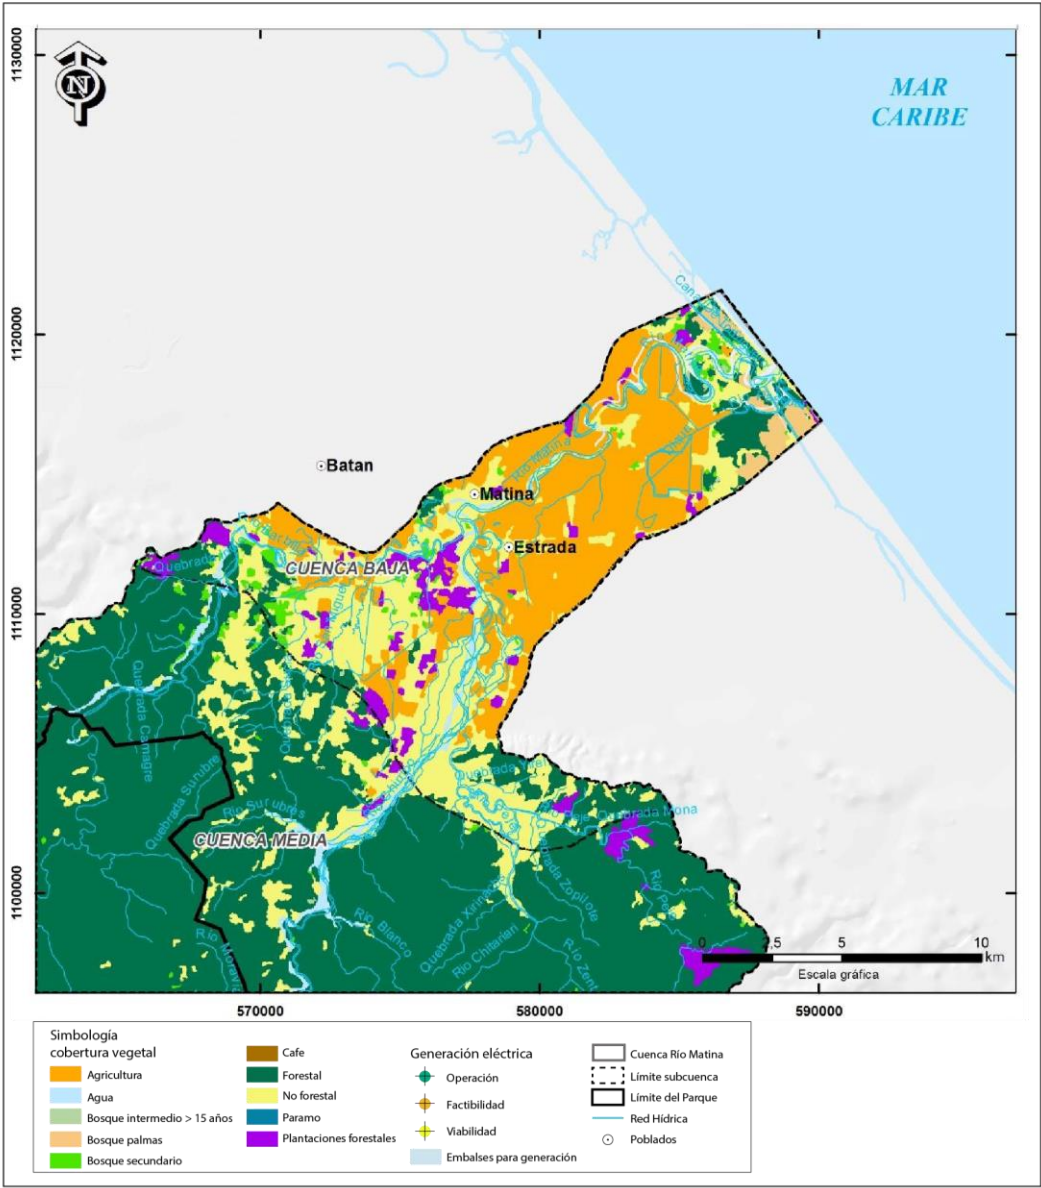 1130000
1120000
1110000
1100000
N
MAR
CARIBE
Río Matina
Batan
Matina
Estrada
CUENCA BAJA
Quebrada
Quebrada Camagre
Quebrada Surubre
Río Surubres
CUENCA MEDIA
Quebrada Mona
Río Blanco
Quebrada Xirin
Río Chitarian
Zopilote
Río Moravia
0
2,5
5
10
km
Escala gráfica
570000
580000
590000
Simbología
cobertura vegetal
Agricultura
Agua
Bosque intermedio > 15 años
Bosque palmas
Bosque secundario
Cafe
Forestal
No forestal
Paramo
Plantaciones forestales
Generación eléctrica
Operación
Factibilidad
Viabilidad
Embalses para generación
Cuenca Río Matina
Límite subcuenca
Límite del Parque
Red Hídrica
Poblados